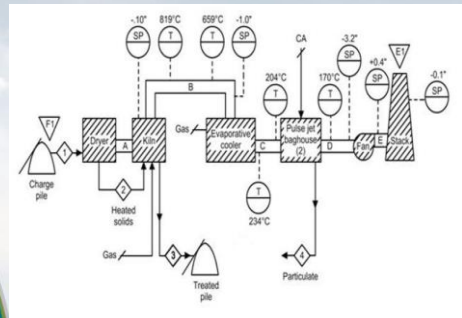 -.10"
819°C
659°C
-1.0"
SP
T
T
SP
CA
-3.2"
E1
204°C
170°C
SP
+0.4"
SP
-0.1"
SP
T
T
F1
B
Gas
Dryer
A
Kiln
Evaporative
cooler
C
Pulse jet
baghouse
(2)
D
Fan
E
Stack
1
Charge
pile
2
Heated
solids
T
234°C
Gas
3
Treated
pile
4
Particulate